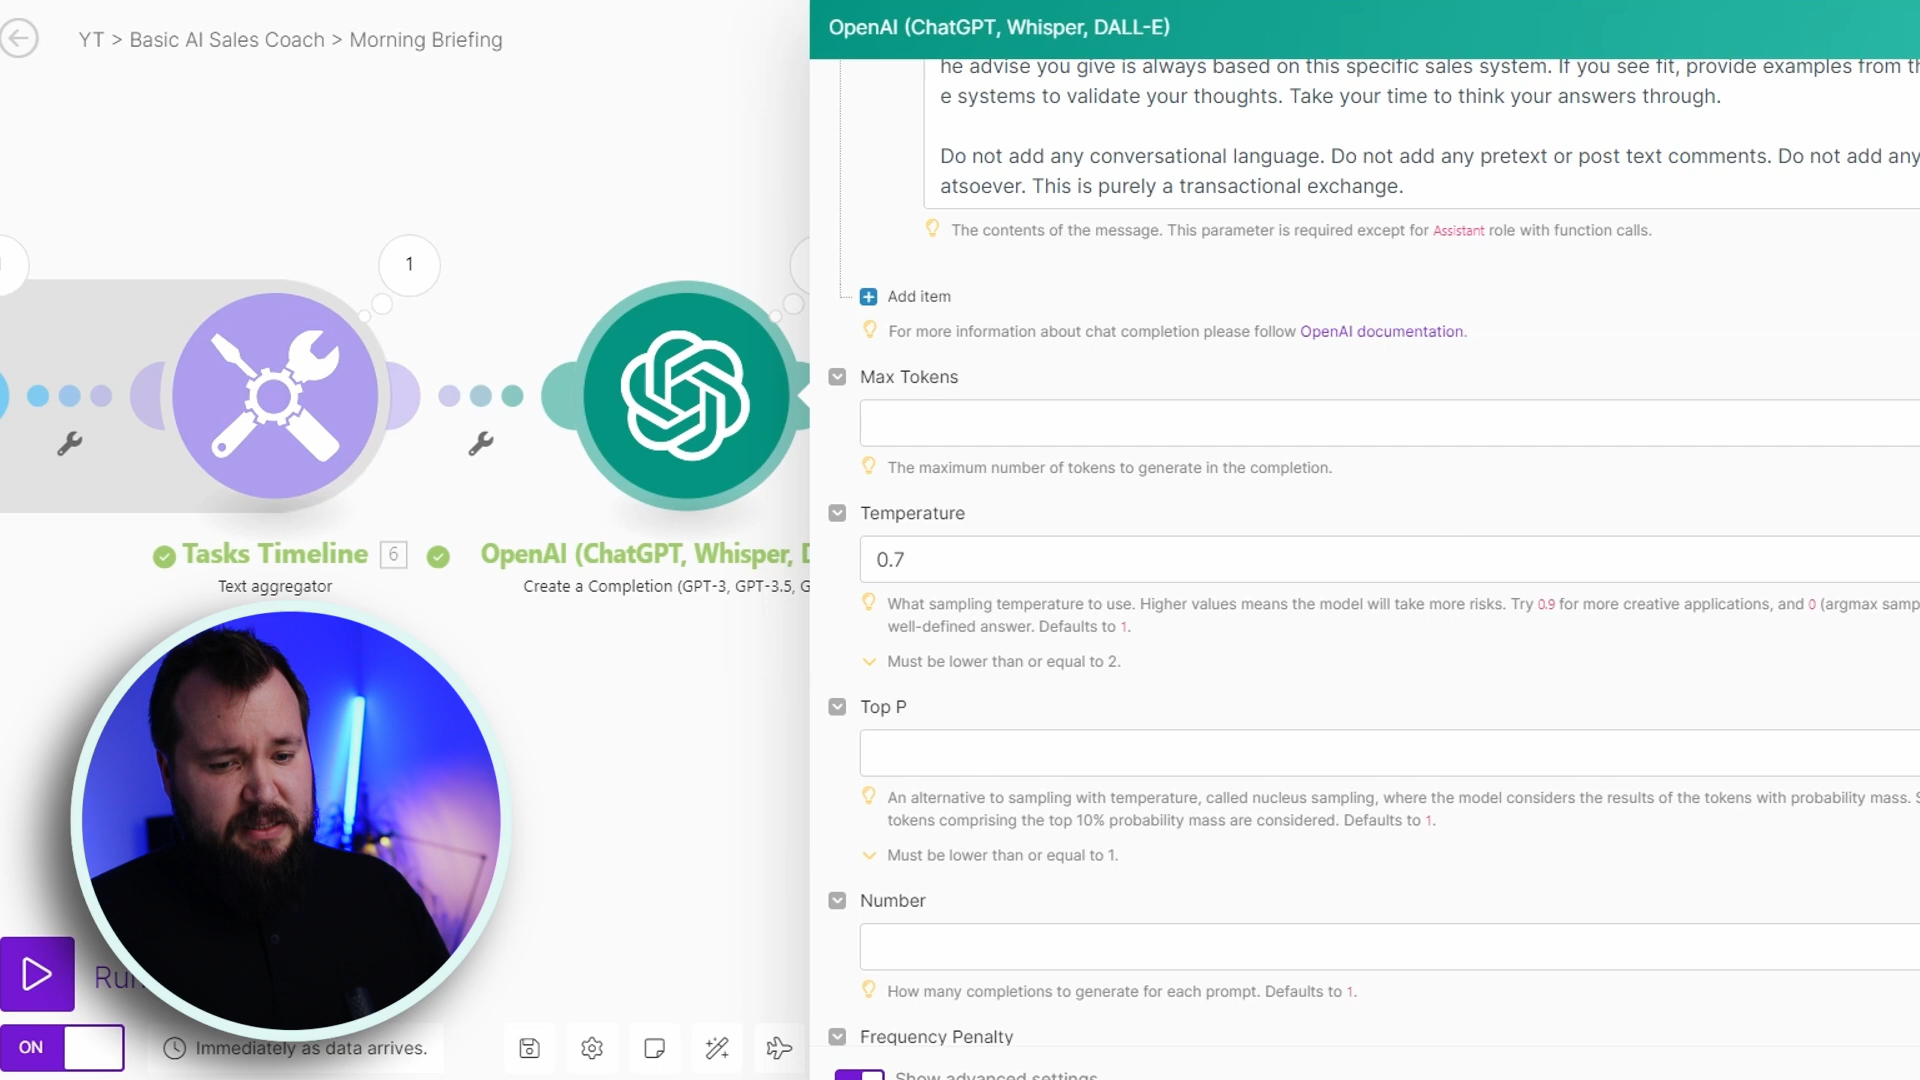 YT > Basic AI Sales Coach > Morning Briefing
OpenAI (ChatGPT, Whisper, DALL-E)
he advise you give is always based on this specific sales system. If you see fit, provide examples from
e systems to validate your thoughts. Take your time to think your answers through.
Do not add any conversational language. Do not add any pretext or post text comments. Do not add any
atsoever. This is purely a transactional exchange.
The contents of the message. This parameter is required except for Assistant role with function calls.
1
Add item
For more information about chat completion please follow OpenAI documentation.
Max Tokens
The maximum number of tokens to generate in the completion.
Temperature
0.7
Tasks Timeline 6
Text aggregator
OpenAI (ChatGPT, Whisper,
Create a Completion (GPT-3, GPT-3.5,
What sampling temperature to use. Higher values means the model will take more risks. Try 0.9 for more creative applications, and 0 (argmax
well-defined answer. Defaults to 1.
Must be lower than or equal to 2.
Top P
An alternative to sampling with temperature, called nucleus sampling, where the model considers the results of the tokens with probability mass.
tokens comprising the top 10% probability mass are considered. Defaults to 1.
Must be lower than or equal to 1.
Number
How many completions to generate for each prompt. Defaults to 1.
Frequency Penalty
Show advanced settings
ON
Immediately as data arrives.